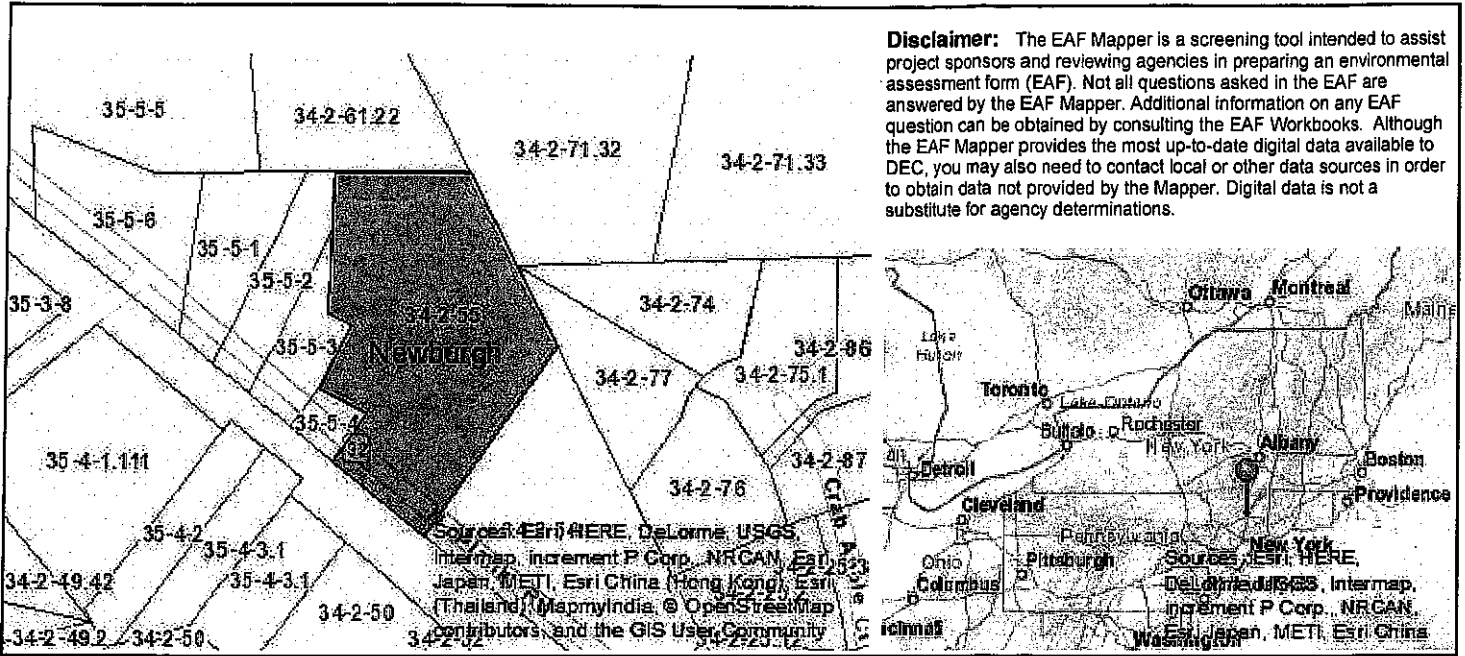 Disclaimer: The EAF Mapper is a screening tool intended to assist
project sponsors and reviewing agencies in preparing an environmental
assessment form (EAF). Not all questions asked in the EAF are
answered by the EAF Mapper. Additional information on any EAF
question can be obtained by consulting the EAF Workbooks. Although
the EAF Mapper provides the most up-to-date digital data available to
DEC, you may also need to contact local or other data sources in order
to obtain data not provided by the Mapper. Digital data is not a
substitute for agency determinations.
35-5-5
34-2-61.22
34-2-71.32
34-2-71.33
35-5-6
35-5-1
35-5-2
35-3-8
34-2-55
34-2-74
35-5-3
Newburgh
34-2-86
34-2-77
34-2-75.1
35-5-4
32
35-4-1.111
34-2-87
34-2-76
Crab Apple
35-4-2
35-4-3.1
34-2-49.42
35-4-3.1
34-2-50
34-2-49.2
34-2-50
34-2-52
Sources: Esri, HERE, DeLorme, USGS,
Intermap, increment P Corp., NRCAN, Esri
Japan, METI, Esri China (Hong Kong), Esri
(Thailand), MapmyIndia, © OpenStreetMap
contributors, and the GIS User Community
Ottawa
Montreal
Lake
Huron
Toronto
Lake Ontario
Buffalo
Rochester
New York
Albany
Detroit
Boston
Cleveland
Providence
Pennsylvania
New York
Ohio
Pittsburgh
Columbus
Washington
Sources: Esri, HERE,
DeLorme, USGS, Intermap,
increment P Corp., NRCAN,
Esri Japan, METI, Esri China